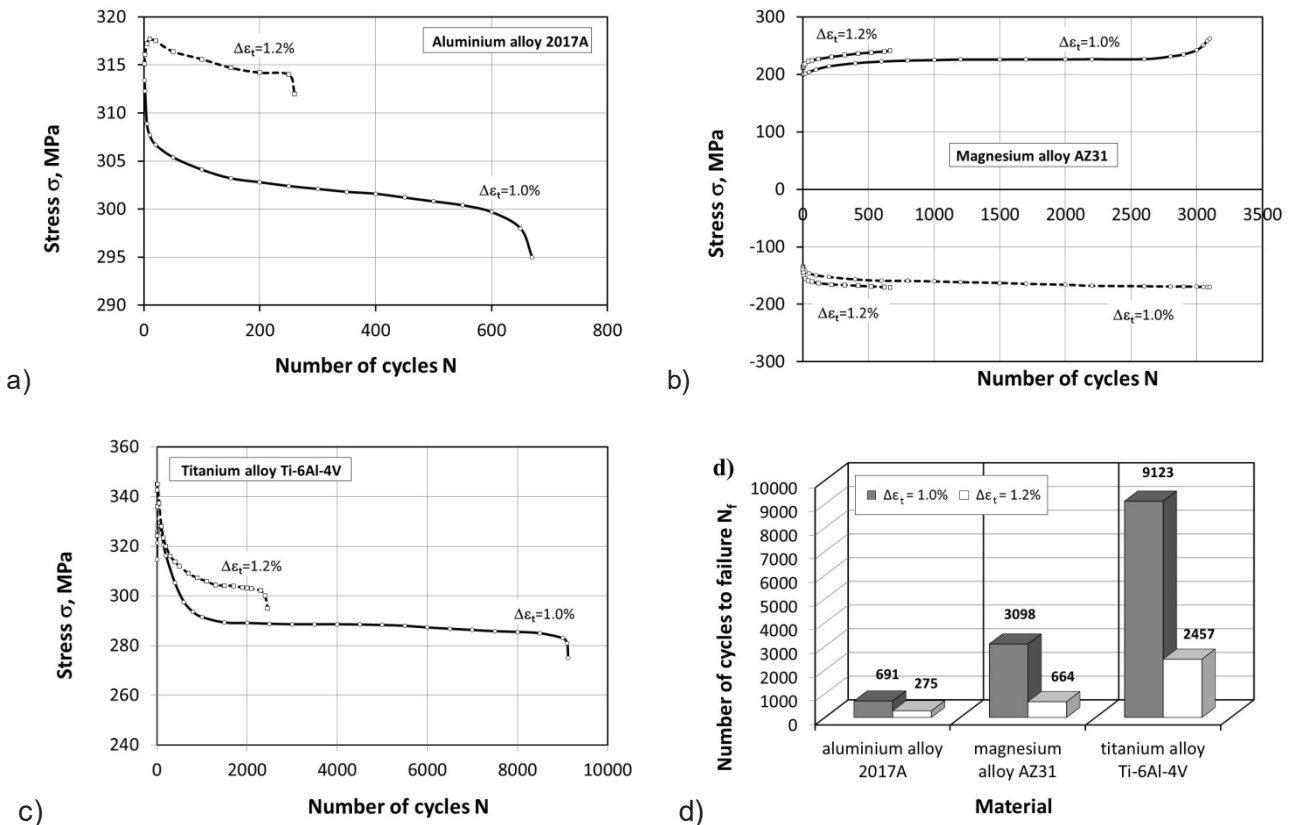 320
315
310
305
300
295
290
Stress σ, MPa
Aluminium alloy 2017A
Δεt=1.2%
Δεt=1.0%
0 200 400 600 800
Number of cycles N
a)
300
200
100
0
-100
-200
-300
Stress σ, MPa
Δεt=1.2%
Δεt=1.0%
Magnesium alloy AZ31
0 500 1000 1500 2000 2500 3000 3500
Δεt=1.2%
Δεt=1.0%
Number of cycles N
b)
360
340
320
300
280
260
240
Stress σ, MPa
Titanium alloy Ti-6Al-4V
Δεt=1.2%
Δεt=1.0%
0 2000 4000 6000 8000 10000
Number of cycles N
c)
d)
10000
9000
8000
7000
6000
5000
4000
3000
2000
1000
0
Number of cycles to failure Nf
Δεt = 1.0% Δεt = 1.2%
691
275
3098
664
9123
2457
aluminium alloy
2017A
magnesium
alloy AZ31
titanium alloy
Ti-6Al-4V
Material
d)